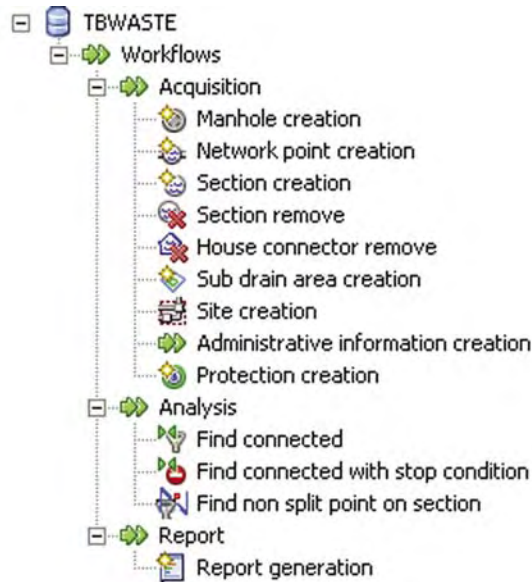 TBWASTE
Workflows
Acquisition
Manhole creation
Network point creation
Section creation
Section remove
House connector remove
Sub drain area creation
Site creation
Administrative information creation
Protection creation
Analysis
Find connected
Find connected with stop condition
Find non split point on section
Report
Report generation